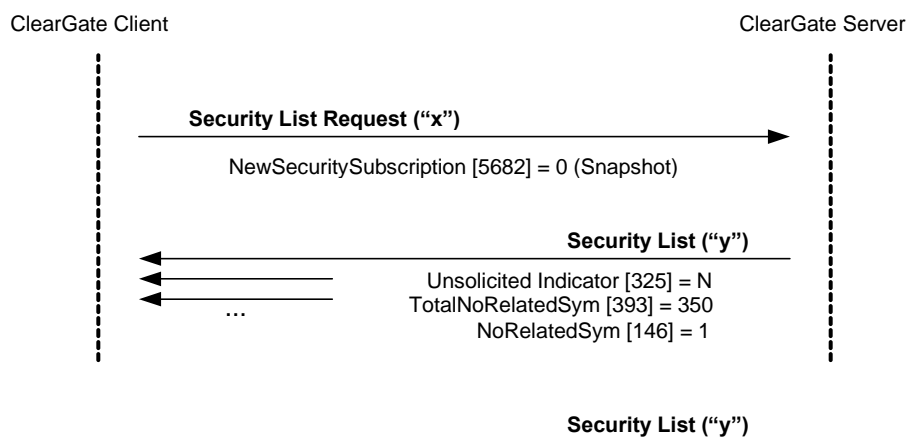 ClearGate Client
ClearGate Server
Security List Request (“x”)
NewSecuritySubscription [5682] = 0 (Snapshot)
Security List (“y”)
Unsolicited Indicator [325] = N
TotalNoRelatedSym [393] = 350
NoRelatedSym [146] = 1
...
Security List (“y”)